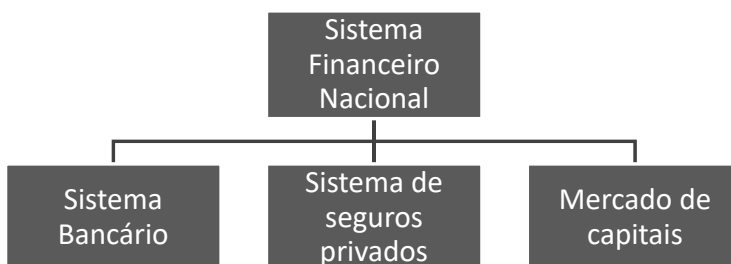 Sistema
Financeiro
Nacional
Sistema
Bancário
Sistema de
seguros
privados
Mercado de
capitais